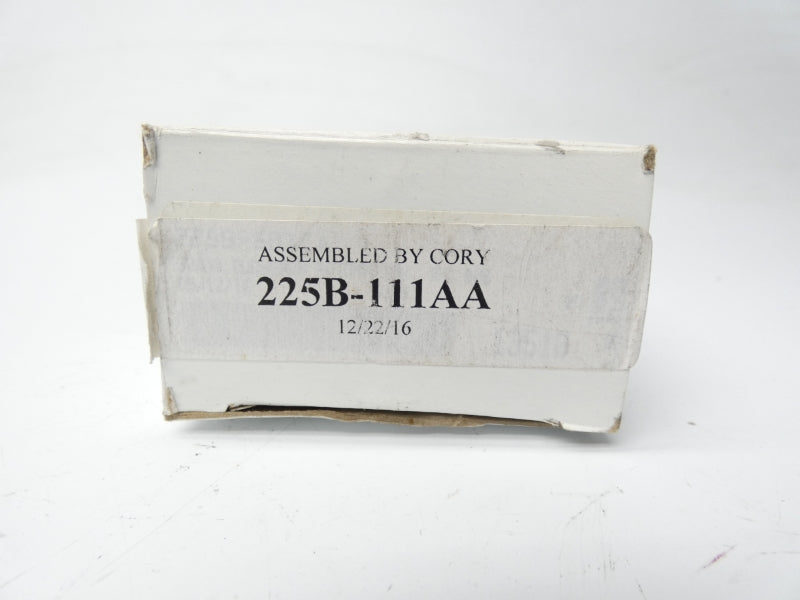 ASSEMBLED BY CORY
225B-111AA
12/22/16